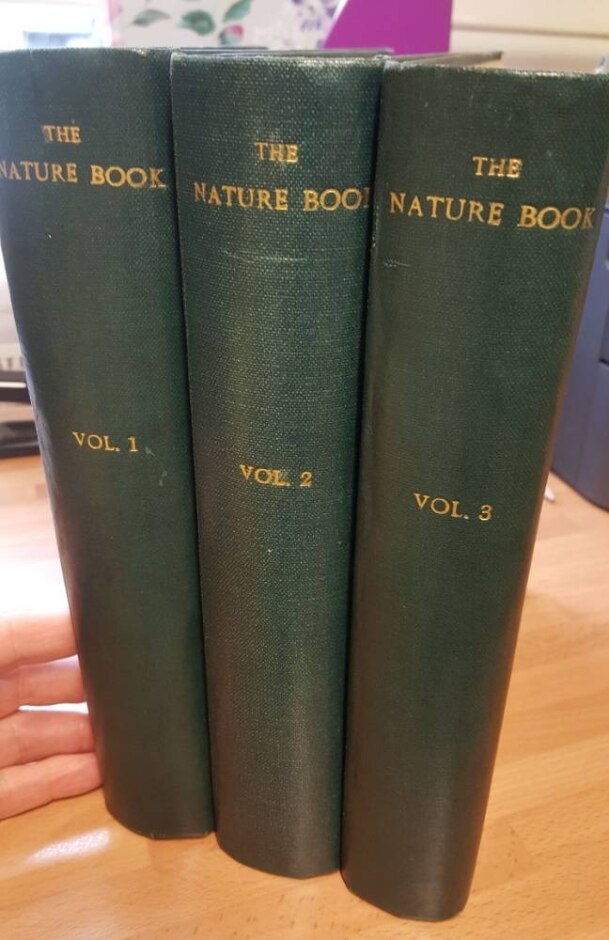 THE
NATURE BOOK
VOL. 1
THE
NATURE BOOK
VOL. 2
THE
NATURE BOOK
VOL. 3